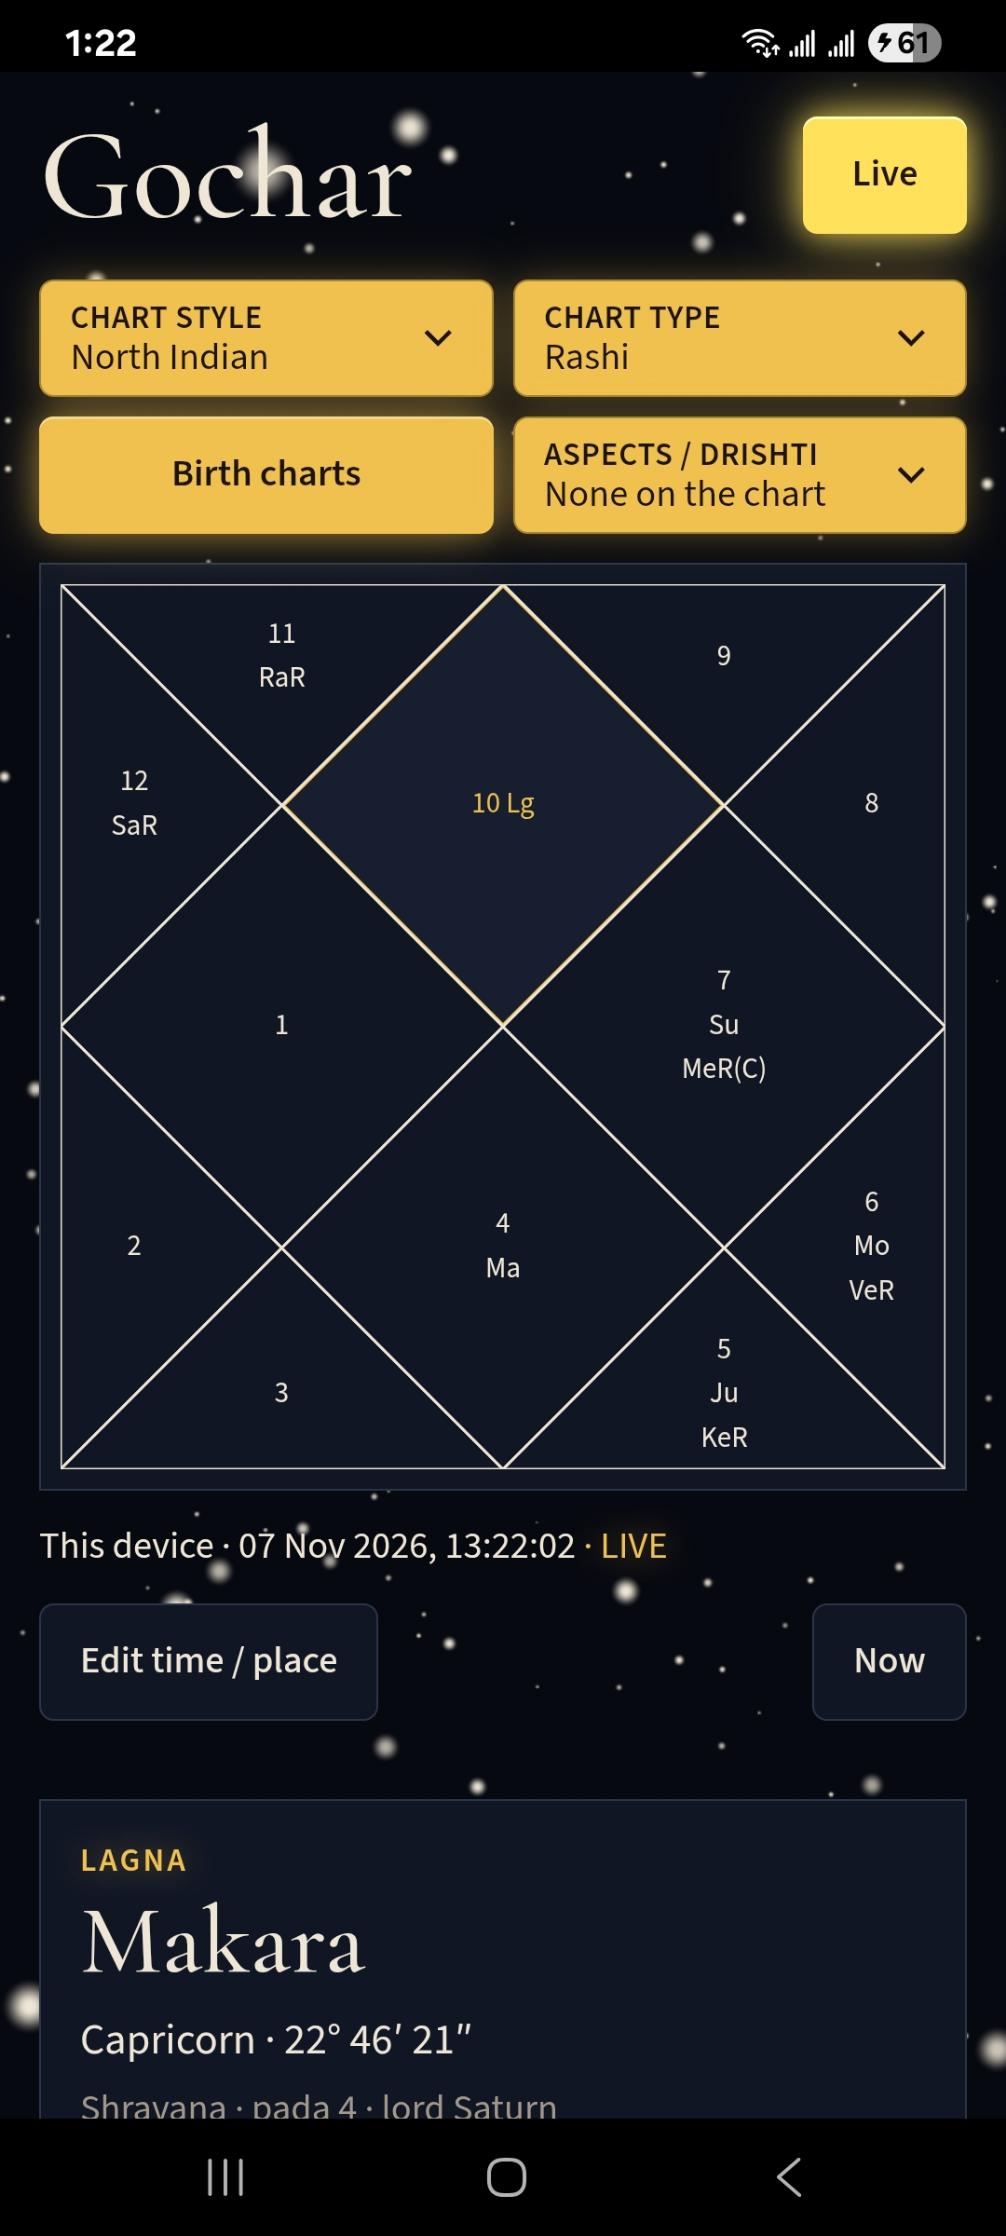 1:22
61
Gochar
Live
CHART STYLE
North Indian
CHART TYPE
Rashi
Birth charts
ASPECTS / DRISHTI
None on the chart
11
RaR
9
12
SaR
10 Lg
8
7
Su
MeR(C)
1
6
Mo
VeR
2
4
Ma
5
Ju
KeR
3
This device · 07 Nov 2026, 13:22:02 · LIVE
Edit time / place
Now
LAGNA
Makara
Capricorn · 22° 46′ 21″
Shravana · pada 4 · lord Saturn